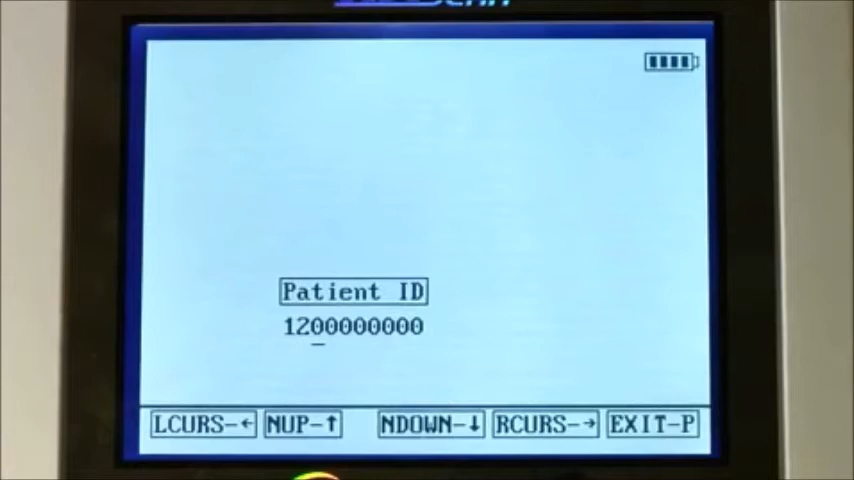 Patient ID
1200000000
LCURS-← NUP-↑ NDOWN-↓ RCURS-→ EXIT-P